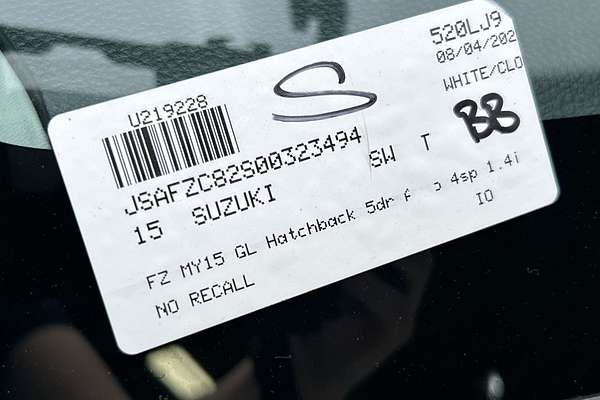 U219228
S
520LJ9
08/04/202
JSAFZC82S00323494
WHITE/CLO
15 SUZUKI
SW T
BB
FZ MY15 GL Hatchback 5dr 4sp 1.4i
NO RECALL
IO